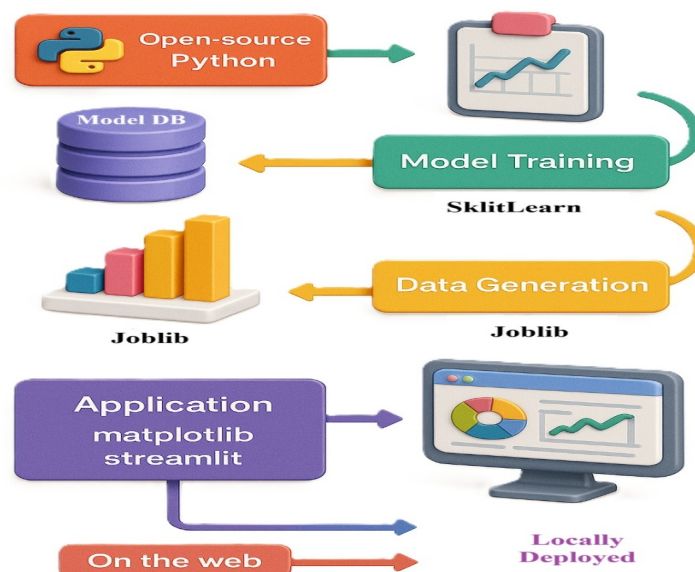 Open-source
Python
Model DB
Model Training
SklitLearn
Data Generation
Joblib
Joblib
Application
matplotlib
streamlit
Locally
Deployed
On the web